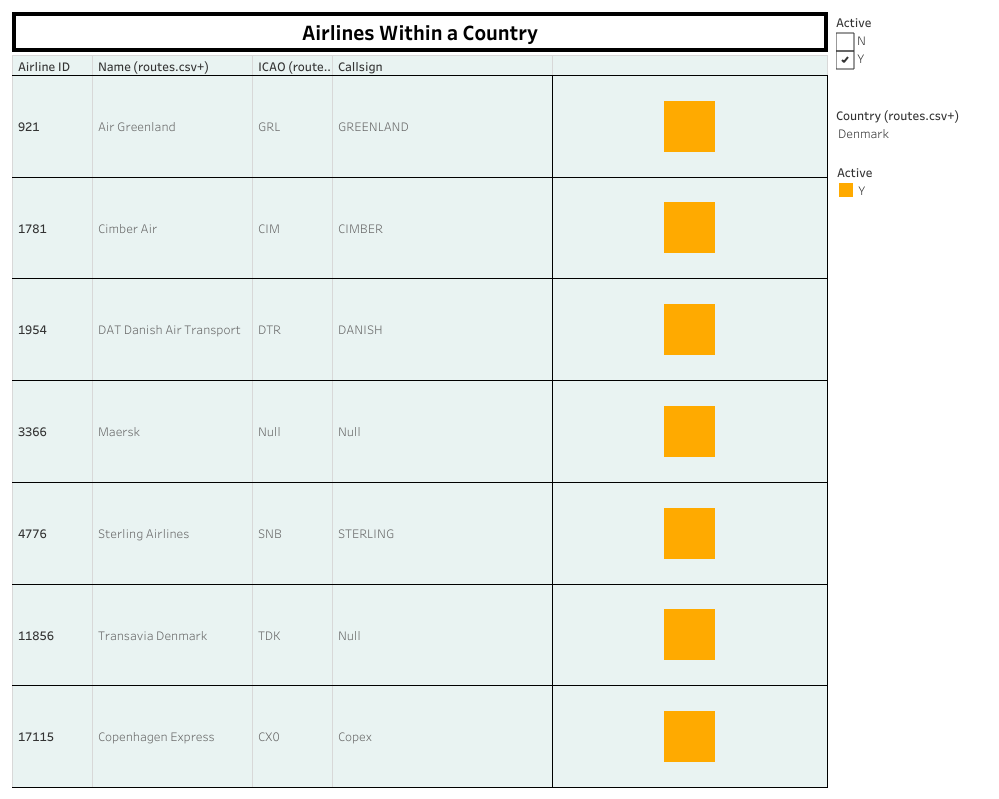 Airlines Within a Country
Airline ID Name (routes.csv+) ICAO (route.. Callsign
921 Air Greenland GRL GREENLAND
1781 Cimber Air CIM CIMBER
1954 DAT Danish Air Transport DTR DANISH
3366 Maersk Null Null
4776 Sterling Airlines SNB STERLING
11856 Transavia Denmark TDK Null
17115 Copenhagen Express CX0 Copex
Active
N
Y
Country (routes.csv+)
Denmark
Active
Y